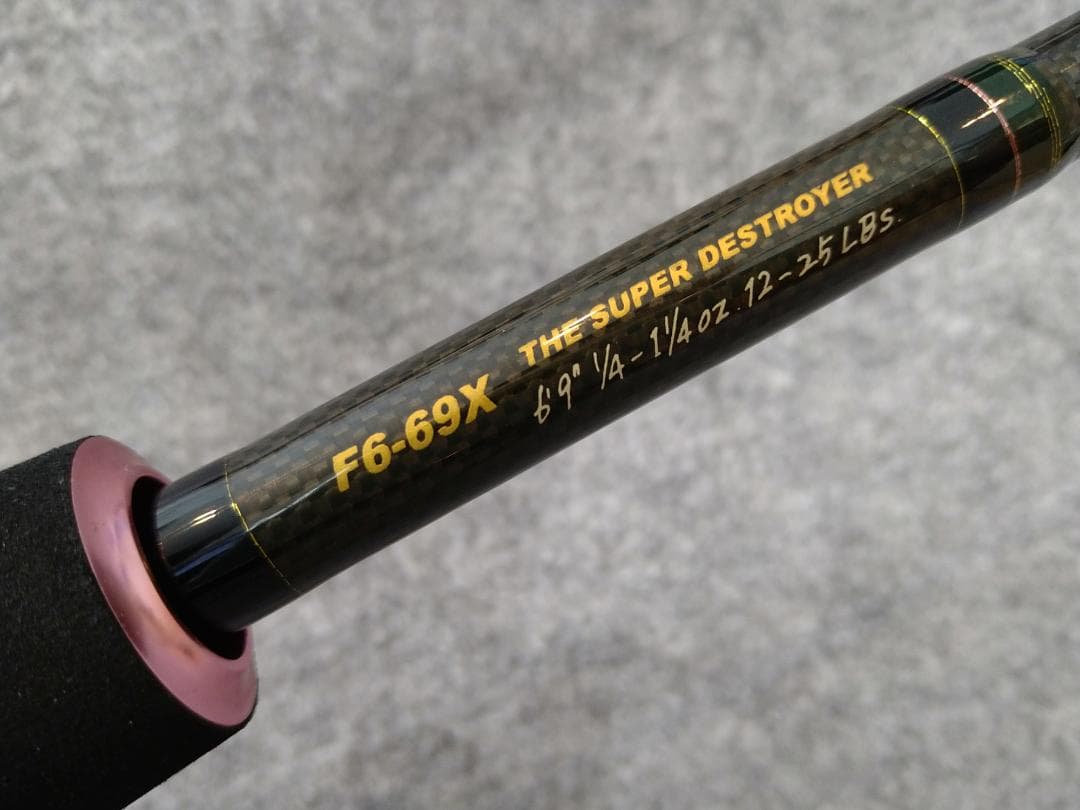 F6-69X THE SUPER DESTROYER
6'9" 1/4-1 1/4 oz. 12-25 LBS.